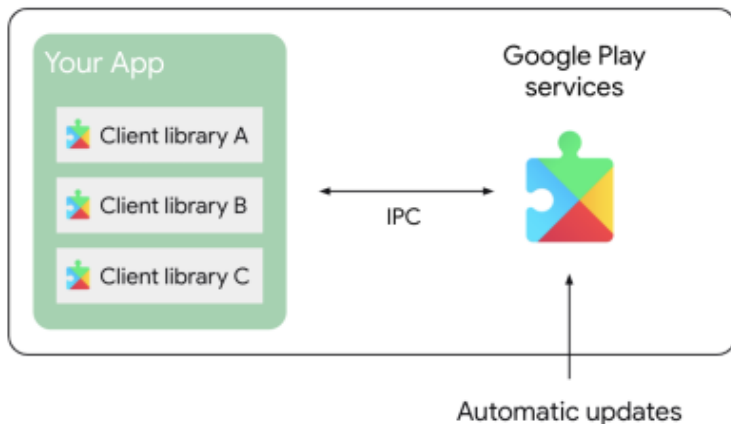 Your App
Client library A
Client library B
Client library C
IPC
Google Play
services
Automatic updates